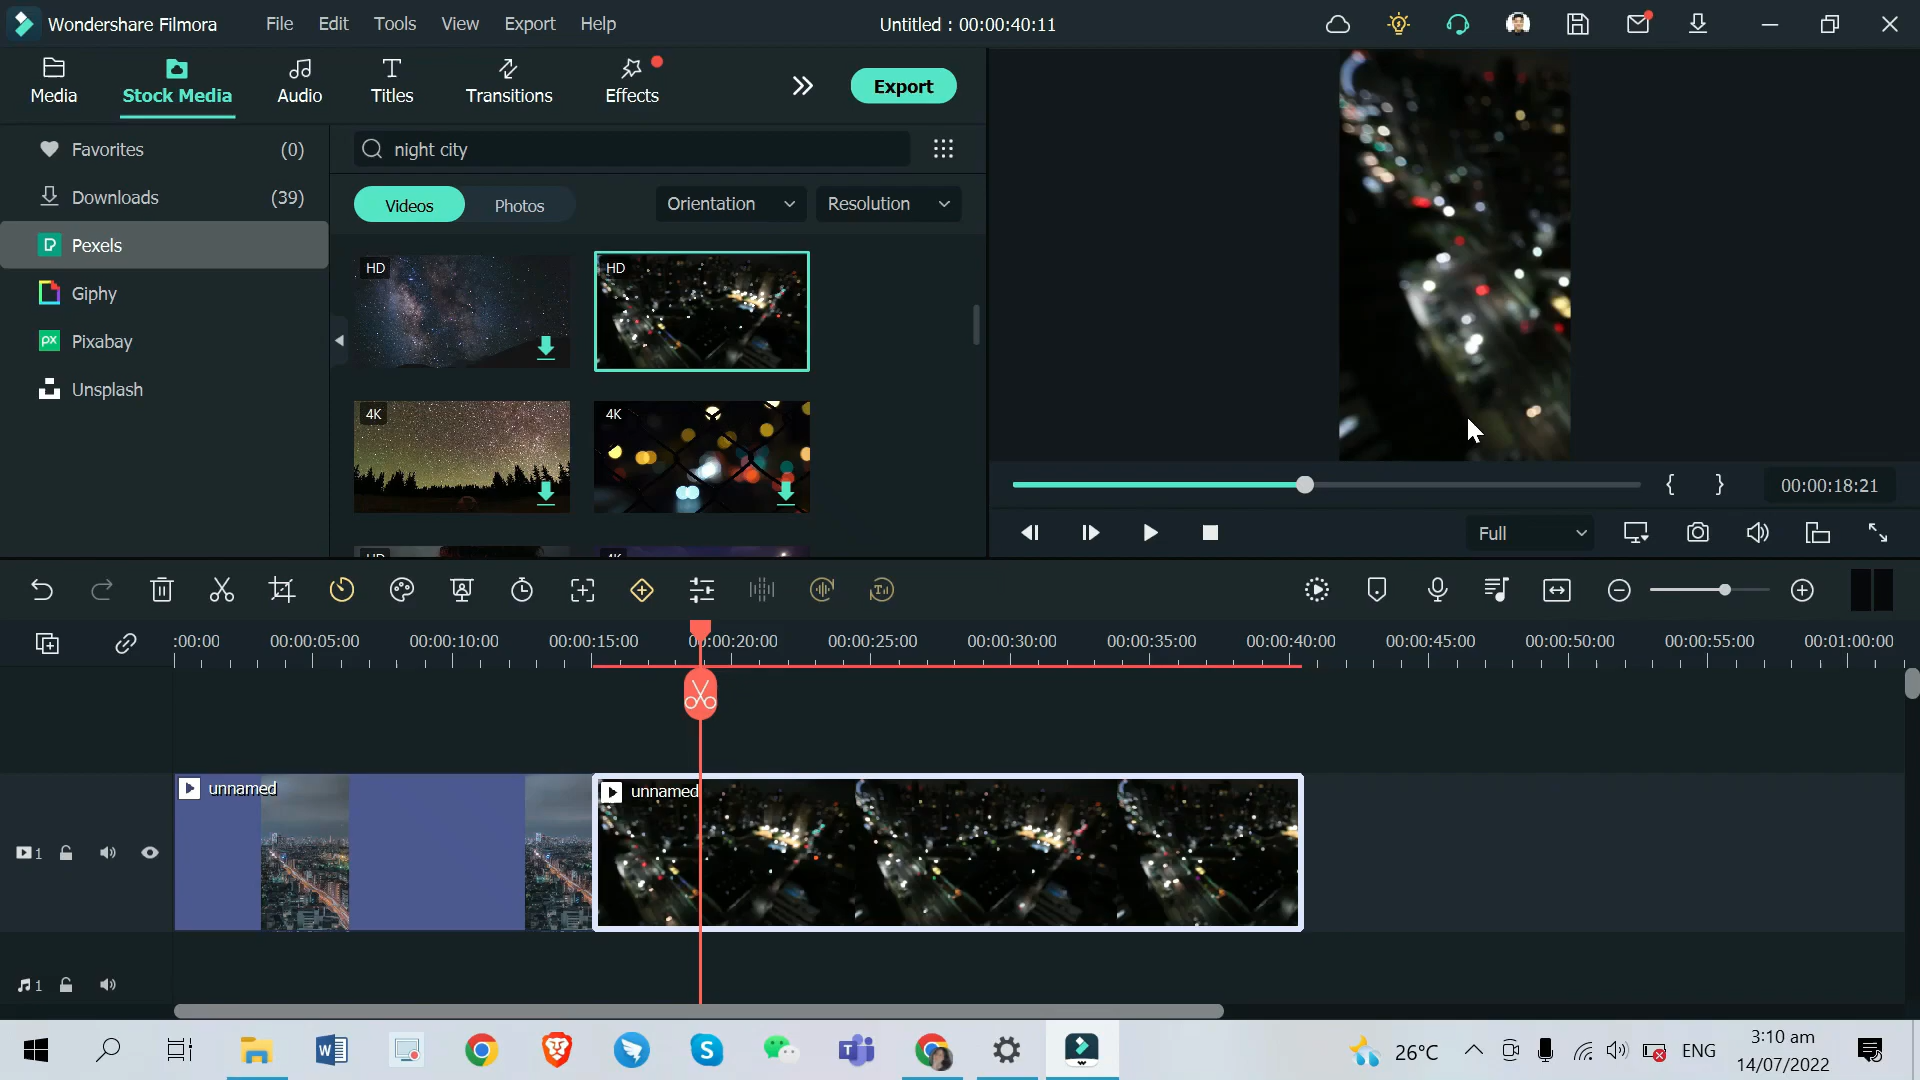 Wondershare Filmora File Edit Tools View Export Help Untitled : 00:00:40:11
Media Stock Media Audio Titles Transitions Effects Export
Favorites (0)
Downloads (39)
Pexels
Giphy
Pixabay
Unsplash
night city
Videos Photos Orientation Resolution
HD HD
4K 4K
00:00:18:21
Full
:00:00 00:00:05:00 00:00:10:00 00:00:15:00 00:00:20:00 00:00:25:00 00:00:30:00 00:00:35:00 00:00:40:00 00:00:45:00 00:00:50:00 00:00:55:00 00:01:00:00
unnamed unnamed
1
1
26°C ENG 3:10 am
14/07/2022